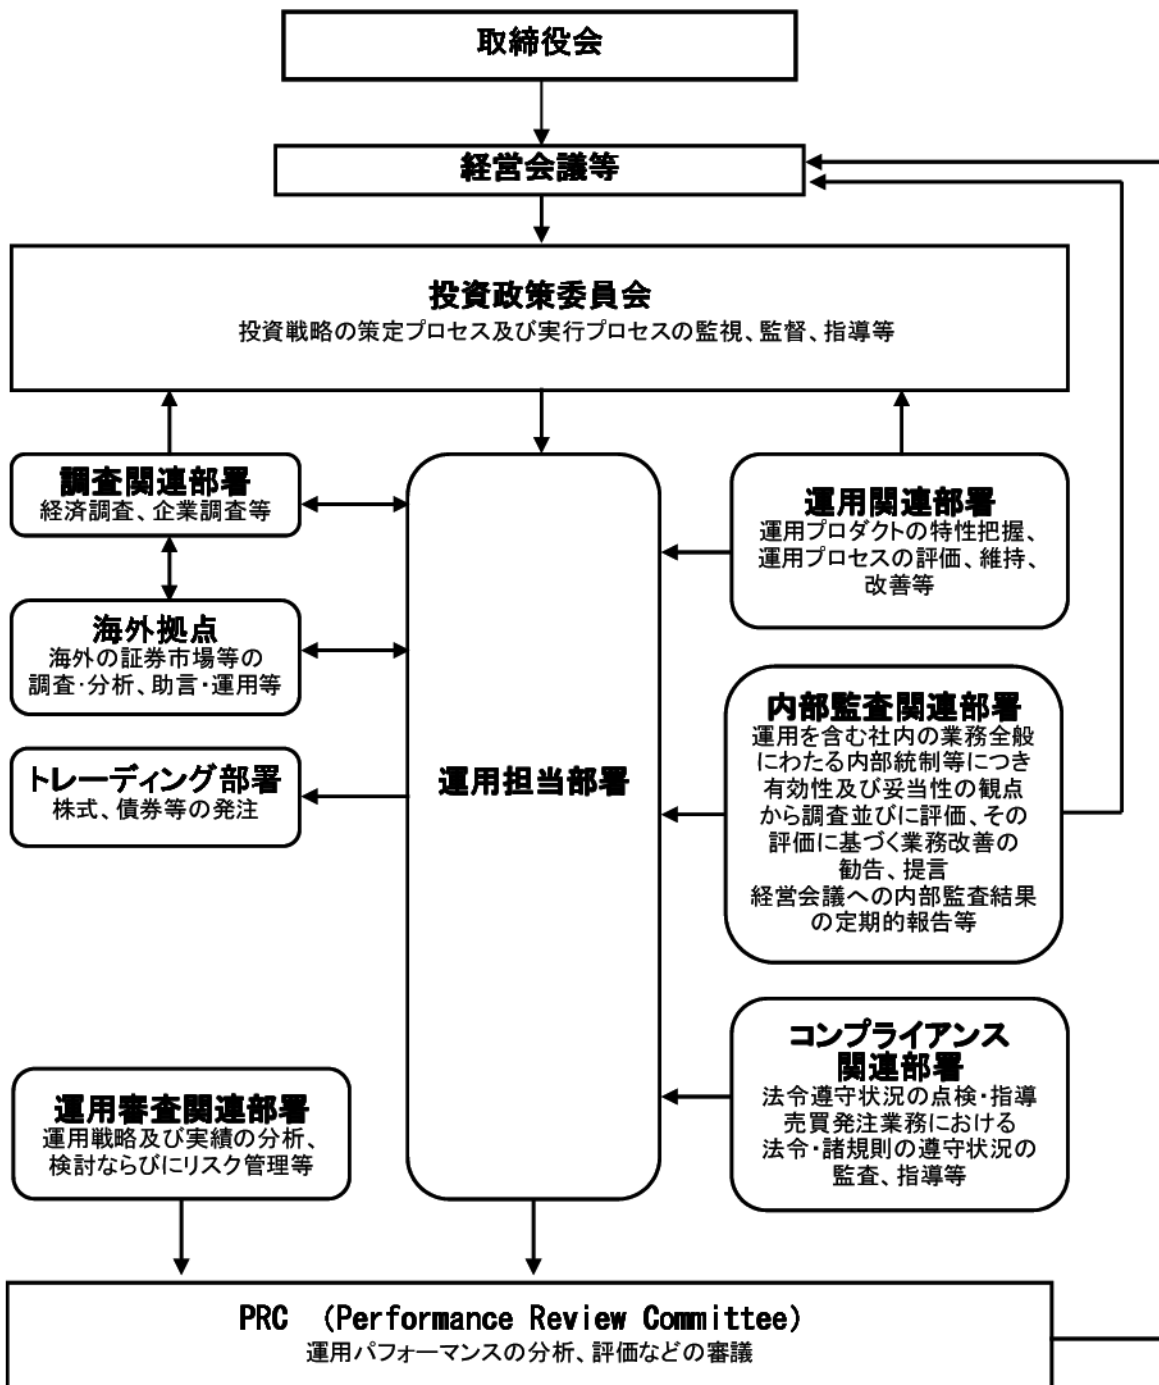 取締役会
経営会議等
投資政策委員会
投資戦略の策定プロセス及び実行プロセスの監視、監督、指導等
調査関連部署
経済調査、企業調査等
海外拠点
海外の証券市場等の
調査・分析、助言・運用等
トレーディング部署
株式、債券等の発注
運用担当部署
運用関連部署
運用プロダクトの特性把握、
運用プロセスの評価、維持、
改善等
内部監査関連部署
運用を含む社内の業務全般
にわたる内部統制等につき
有効性及び妥当性の観点
から調査並びに評価、その
評価に基づく業務改善の
勧告、提言
経営会議への内部監査結果
の定期的報告等
コンプライアンス
関連部署
法令遵守状況の点検・指導
売買発注業務における
法令・諸規則の遵守状況の
監査、指導等
運用審査関連部署
運用戦略及び実績の分析、
検討ならびにリスク管理等
PRC （Performance Review Committee）
運用パフォーマンスの分析、評価などの審議